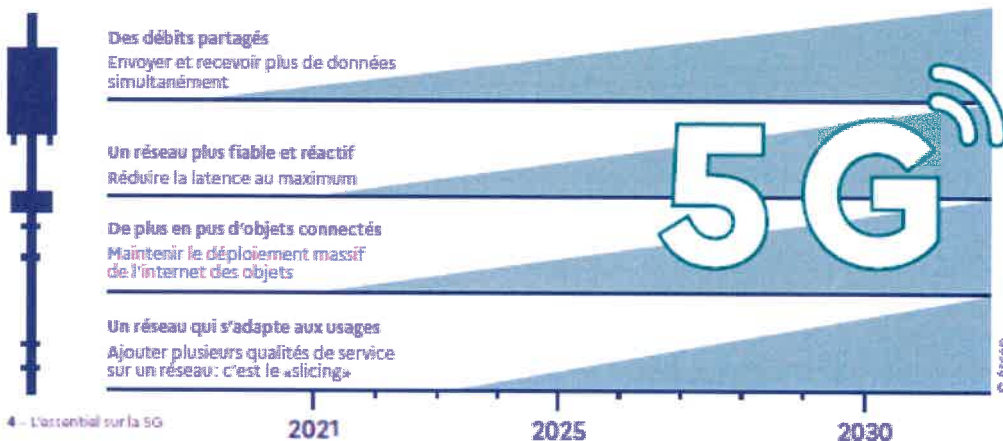 Des débits partagés
Envoyer et recevoir plus de données
simultanément
Un réseau plus fiable et réactif
Réduire la latence au maximum
De plus en pus d'objets connectés
Maintenir le déploiement massif
de l'internet des objets
Un réseau qui s'adapte aux usages
Ajouter plusieurs qualités de service
sur un réseau: c'est le «slicing»
5G
2021
2025
2030
4 - L'essentiel sur la 5G